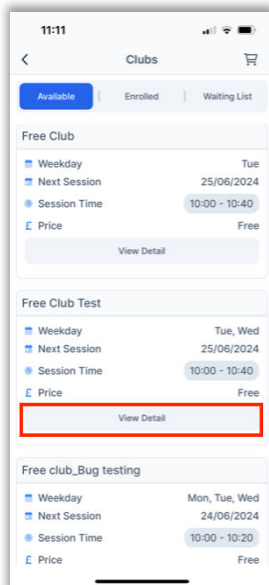 11:11
Clubs
Available | Enrolled | Waiting List
Free Club
Weekday Tue
Next Session 25/06/2024
Session Time 10:00 - 10:40
£ Price Free
View Detail
Free Club Test
Weekday Tue, Wed
Next Session 25/06/2024
Session Time 10:00 - 10:40
£ Price Free
View Detail
Free club_Bug testing
Weekday Mon, Tue, Wed
Next Session 24/06/2024
Session Time 10:00 - 10:20
£ Price Free